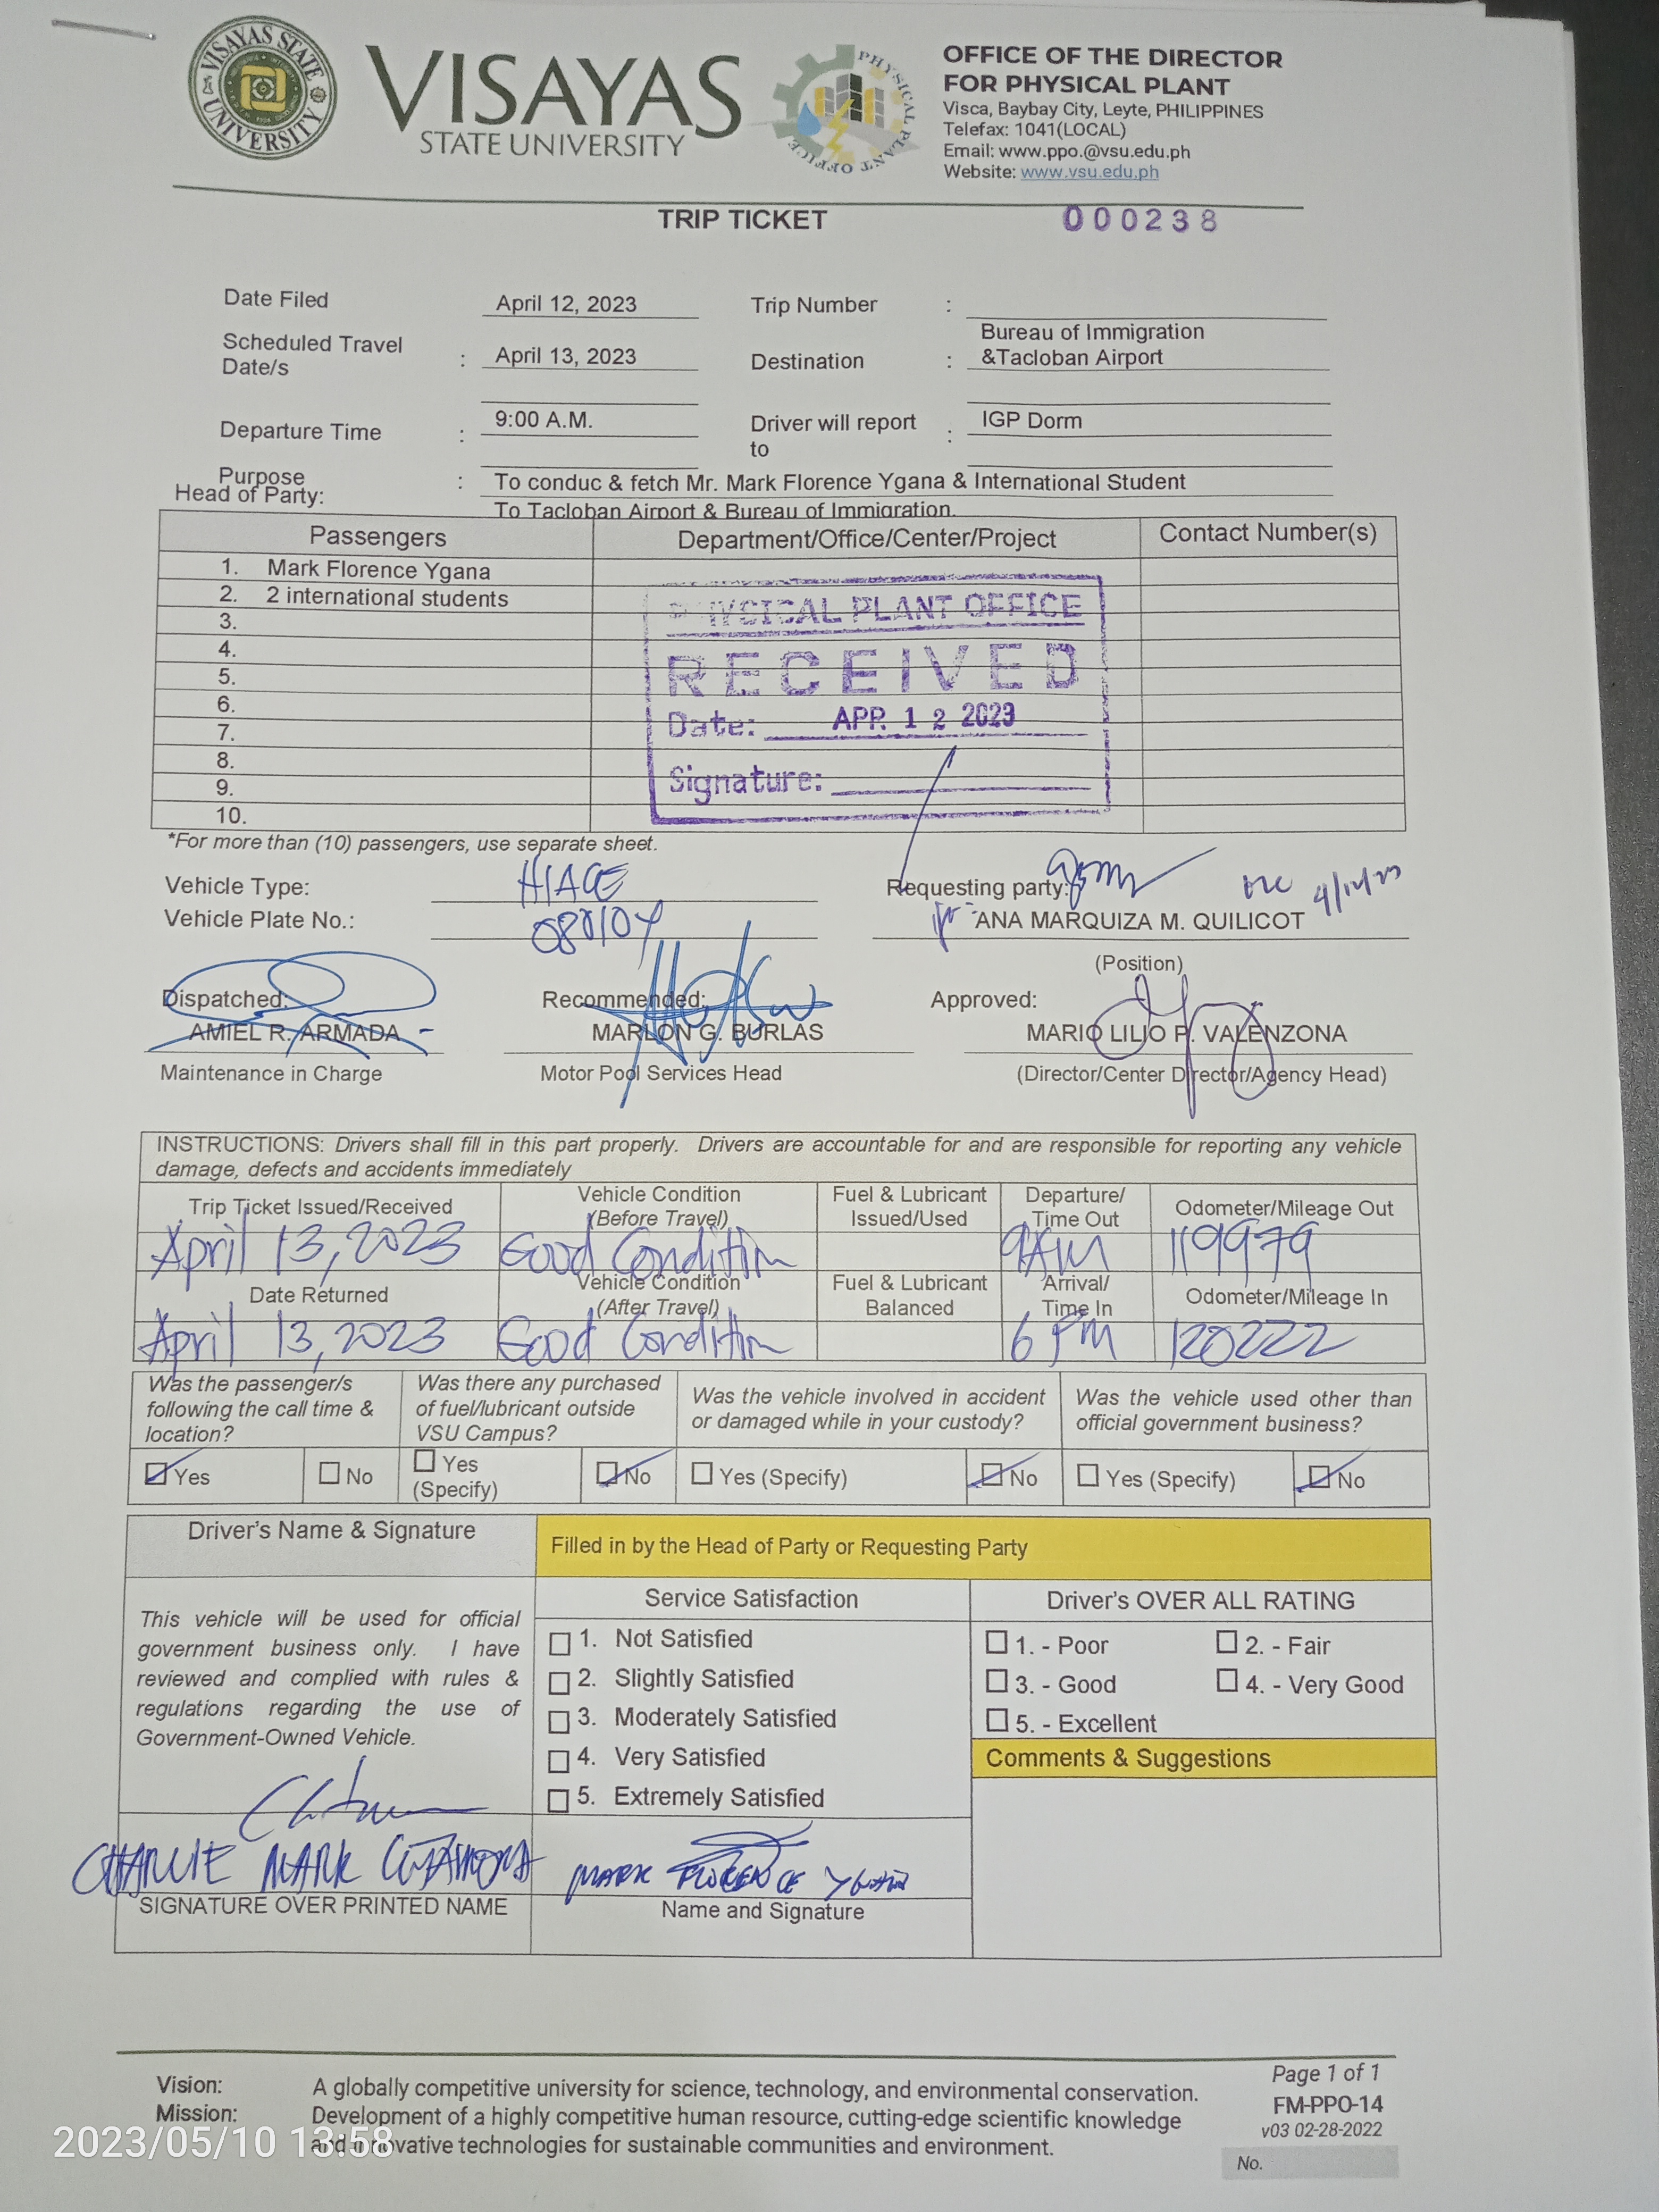 VISAYAS STATE UNIVERSITY
VISAYAS
STATE UNIVERSITY
PHYSICAL PLANT OFFICE
OFFICE OF THE DIRECTOR
FOR PHYSICAL PLANT
Visca, Baybay City, Leyte, PHILIPPINES
Telefax: 1041(LOCAL)
Email: www.ppo.@vsu.edu.ph
Website: www.vsu.edu.ph
TRIP TICKET 000238
Date Filed April 12, 2023 Trip Number :
Scheduled Travel Date/s : April 13, 2023 Destination : Bureau of Immigration &Tacloban Airport
Departure Time : 9:00 A.M. Driver will report to : IGP Dorm
Purpose : To conduc & fetch Mr. Mark Florence Ygana & International Student
Head of Party: To Tacloban Airport & Bureau of Immigration.
Passengers Department/Office/Center/Project Contact Number(s)
1. Mark Florence Ygana
2. 2 international students
3.
4.
5.
6.
7.
8.
9.
10.
PHYSICAL PLANT OFFICE
RECEIVED
Date: APR 12 2023
Signature:
*For more than (10) passengers, use separate sheet.
Vehicle Type: HIACE Requesting party: 4/12/23
Vehicle Plate No.: ANA MARQUIZA M. QUILICOT
(Position)
Dispatched: Recommended: Approved:
AMIEL R. ARMADA MARLON G. BURLAS MARIO LILIO P. VALENZONA
Maintenance in Charge Motor Pool Services Head (Director/Center Director/Agency Head)
INSTRUCTIONS: Drivers shall fill in this part properly. Drivers are accountable for and are responsible for reporting any vehicle
damage, defects and accidents immediately
Trip Ticket Issued/Received Vehicle Condition (Before Travel) Fuel & Lubricant Issued/Used Departure/ Time Out Odometer/Mileage Out
April 13, 2023 Good Condition 9AM 119979
Date Returned Vehicle Condition (After Travel) Fuel & Lubricant Balanced Arrival/ Time In Odometer/Mileage In
April 13, 2023 Good Condition 6 PM 120222
Was the passenger/s following the call time & location? Was there any purchased of fuel/lubricant outside VSU Campus? Was the vehicle involved in accident or damaged while in your custody? Was the vehicle used other than official government business?
Yes No Yes (Specify) No Yes (Specify) No Yes (Specify) No
Driver's Name & Signature Filled in by the Head of Party or Requesting Party
This vehicle will be used for official
government business only. I have
reviewed and complied with rules &
regulations regarding the use of
Government-Owned Vehicle.
CHARLIE MARK
SIGNATURE OVER PRINTED NAME
Service Satisfaction
1. Not Satisfied
2. Slightly Satisfied
3. Moderately Satisfied
4. Very Satisfied
5. Extremely Satisfied
MARK FLORENCE YGANA
Name and Signature
Driver's OVER ALL RATING
1. - Poor 2. - Fair
3. - Good 4. - Very Good
5. - Excellent
Comments & Suggestions
Vision: A globally competitive university for science, technology, and environmental conservation.
Mission: Development of a highly competitive human resource, cutting-edge scientific knowledge
and innovative technologies for sustainable communities and environment.
Page 1 of 1
FM-PPO-14
v03 02-28-2022
No.
2023/05/10 13:58